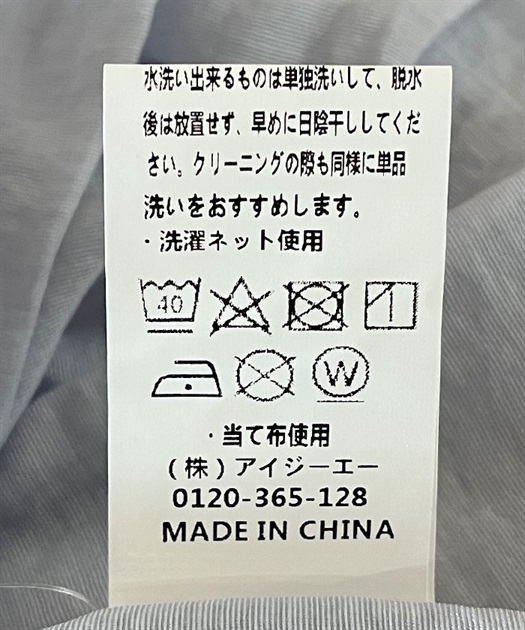 水洗い出来るものは単独洗いして、脱水
後は放置せず、早めに日陰干ししてくだ
さい。クリーニングの際も同様に単品
洗いをおすすめします。
・洗濯ネット使用
40
W
・当て布使用
(株)アイジーエー
0120-365-128
MADE IN CHINA